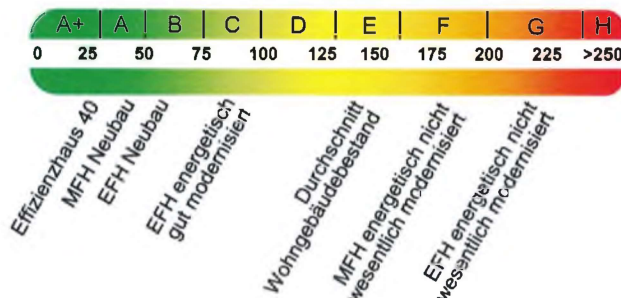 A+ A B C D E F G H
0 25 50 75 100 125 150 175 200 225 >250
Effizienzhaus 40
MFH Neubau
EFH Neubau
EFH energetisch
gut modernisiert
Durchschnitt
Wohngebäudebestand
MFH energetisch nicht
wesentlich modernisiert
EFH energetisch nicht
wesentlich modernisiert